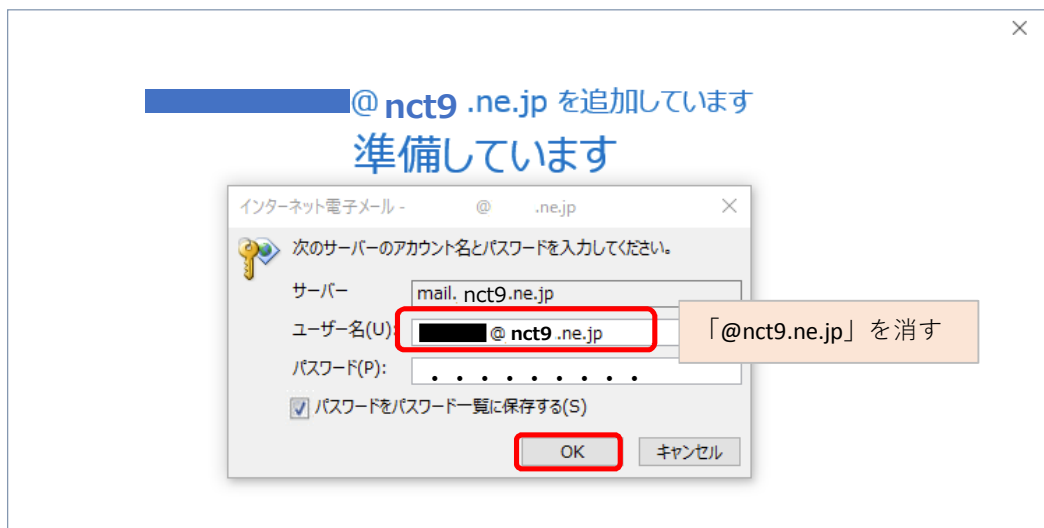 @ nct9 .ne.jp を追加しています
準備しています
インターネット電子メール - @ .ne.jp
次のサーバーのアカウント名とパスワードを入力してください。
サーバー mail. nct9.ne.jp
ユーザー名(U): @ nct9 .ne.jp
「@nct9.ne.jp」を消す
パスワード(P): ・・・・・・・・・
パスワードをパスワード一覧に保存する(S)
OK キャンセル